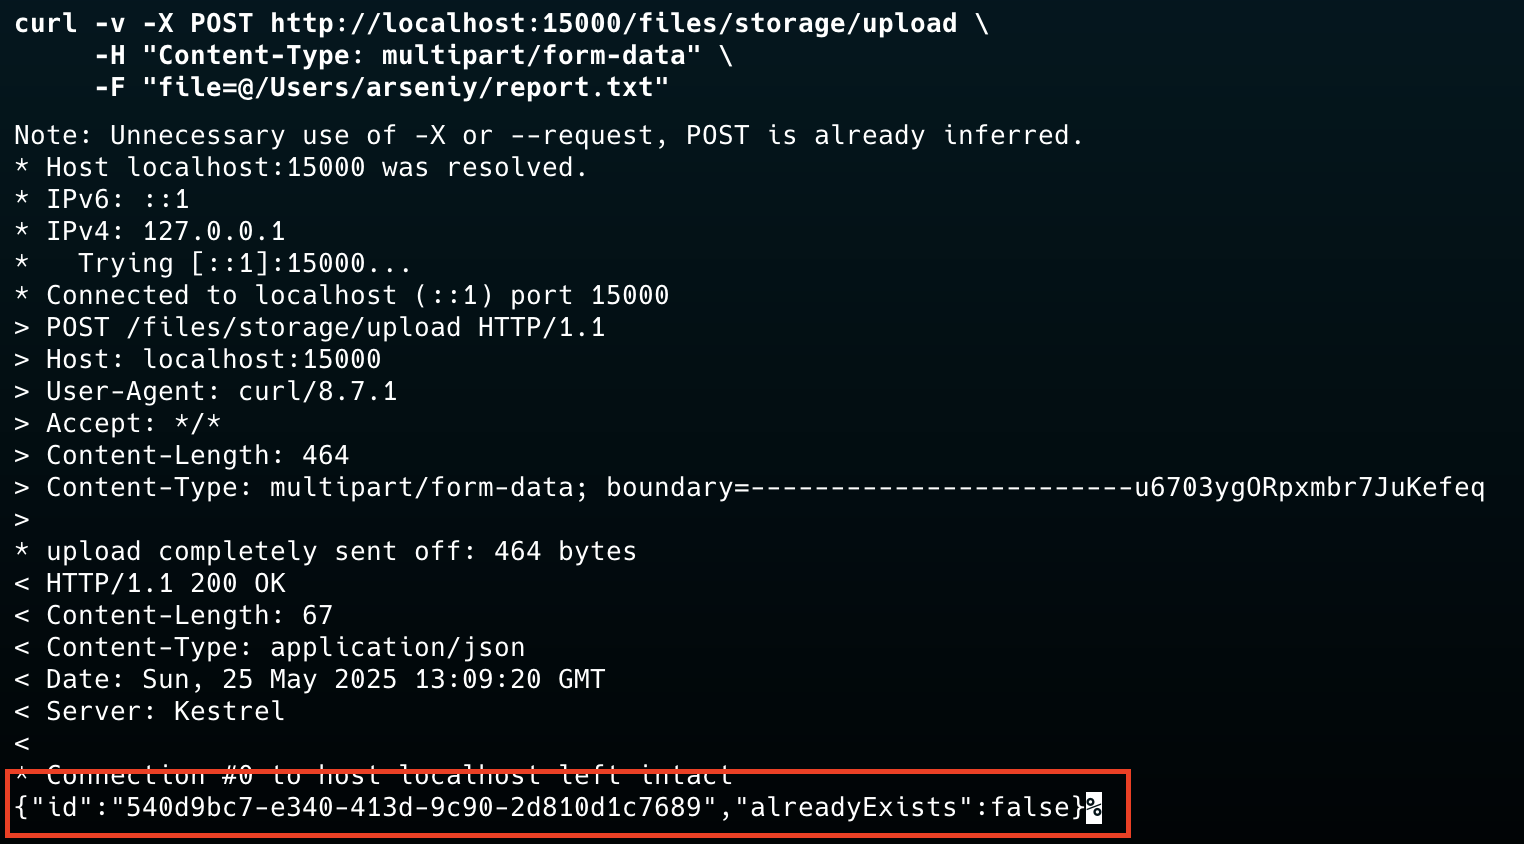 curl -v -X POST http://localhost:15000/files/storage/upload \
     -H "Content-Type: multipart/form-data" \
     -F "file=@/Users/arseniy/report.txt"
Note: Unnecessary use of -X or --request, POST is already inferred.
* Host localhost:15000 was resolved.
* IPv6: ::1
* IPv4: 127.0.0.1
*   Trying [::1]:15000...
* Connected to localhost (::1) port 15000
> POST /files/storage/upload HTTP/1.1
> Host: localhost:15000
> User-Agent: curl/8.7.1
> Accept: */*
> Content-Length: 464
> Content-Type: multipart/form-data; boundary=------------------------u6703ygORpxmbr7JuKefeq
>
* upload completely sent off: 464 bytes
< HTTP/1.1 200 OK
< Content-Length: 67
< Content-Type: application/json
< Date: Sun, 25 May 2025 13:09:20 GMT
< Server: Kestrel
<
* Connection #0 to host localhost left intact
{"id":"540d9bc7-e340-413d-9c90-2d810d1c7689","alreadyExists":false}%